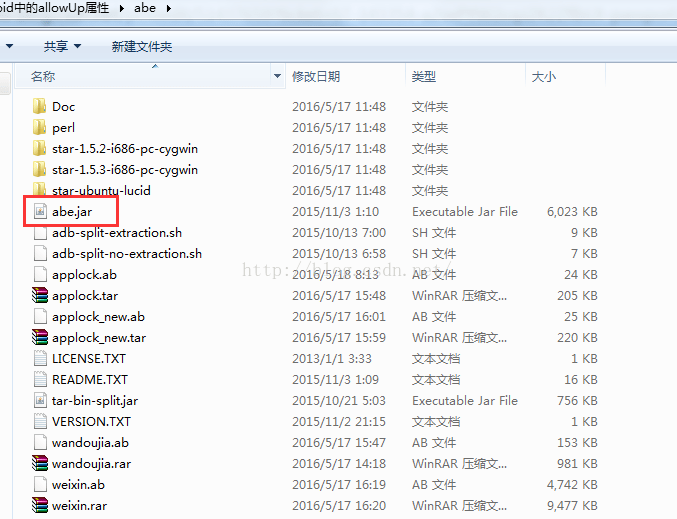 oid中的allowUp属性 abe
共享 新建文件夹
名称 修改日期 类型 大小
Doc 2016/5/17 11:48 文件夹
perl 2016/5/17 11:48 文件夹
star-1.5.2-i686-pc-cygwin 2016/5/17 11:48 文件夹
star-1.5.3-i686-pc-cygwin 2016/5/17 11:48 文件夹
star-ubuntu-lucid 2016/5/17 11:48 文件夹
abe.jar 2015/11/3 1:10 Executable Jar File 6,023 KB
adb-split-extraction.sh 2015/10/13 7:00 SH 文件 9 KB
adb-split-no-extraction.sh 2015/10/13 6:58 SH 文件 7 KB
applock.ab 2016/5/18 8:13 AB 文件 24 KB
http://blog.csdn.net/
applock.tar 2016/5/17 15:48 WinRAR 压缩文... 205 KB
applock_new.ab 2016/5/17 16:01 AB 文件 25 KB
applock_new.tar 2016/5/17 15:59 WinRAR 压缩文... 220 KB
LICENSE.TXT 2013/1/1 3:33 文本文档 1 KB
README.TXT 2015/11/3 1:09 文本文档 16 KB
tar-bin-split.jar 2015/10/21 5:03 Executable Jar File 756 KB
VERSION.TXT 2015/11/2 21:15 文本文档 1 KB
wandoujia.ab 2016/5/17 15:47 AB 文件 153 KB
wandoujia.rar 2016/5/17 14:18 WinRAR 压缩文... 981 KB
weixin.ab 2016/5/17 16:19 AB 文件 4,742 KB
weixin.rar 2016/5/17 16:20 WinRAR 压缩文... 9,477 KB